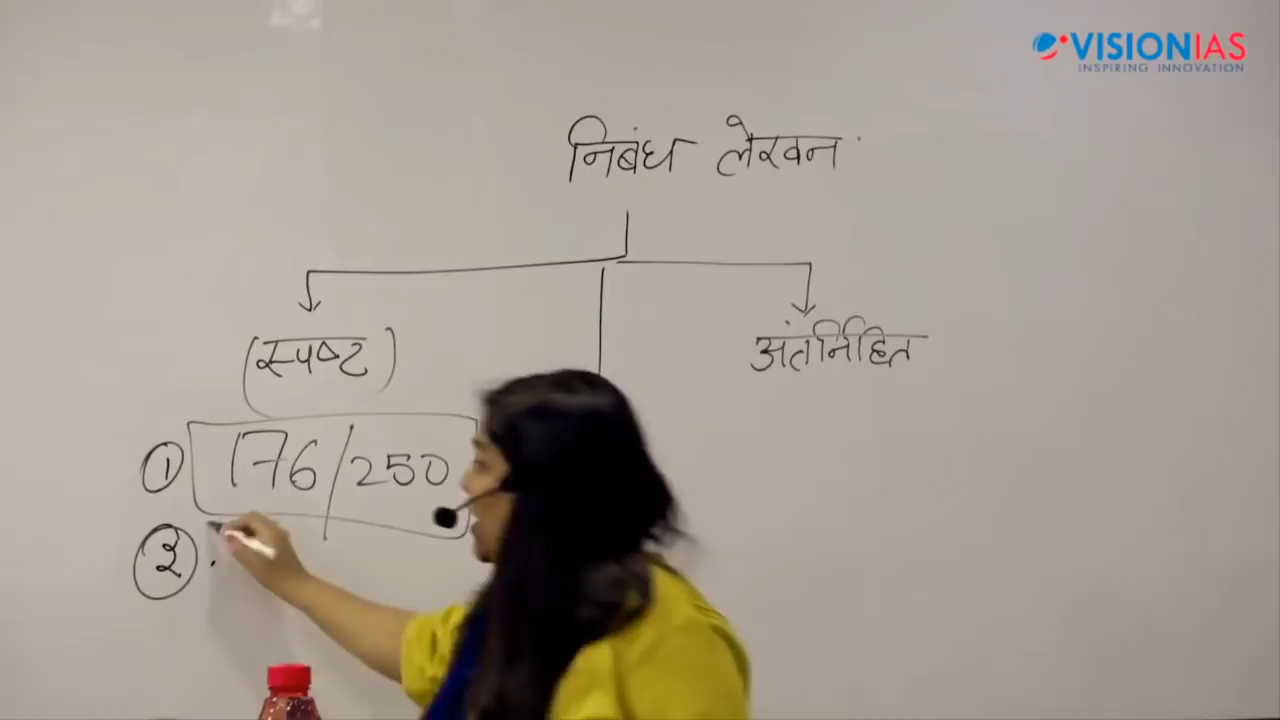 VISIONIAS
INSPIRING INNOVATION
निबंध लेखन
(स्पष्ट)
अंतर्निहित
① 176/250
②.